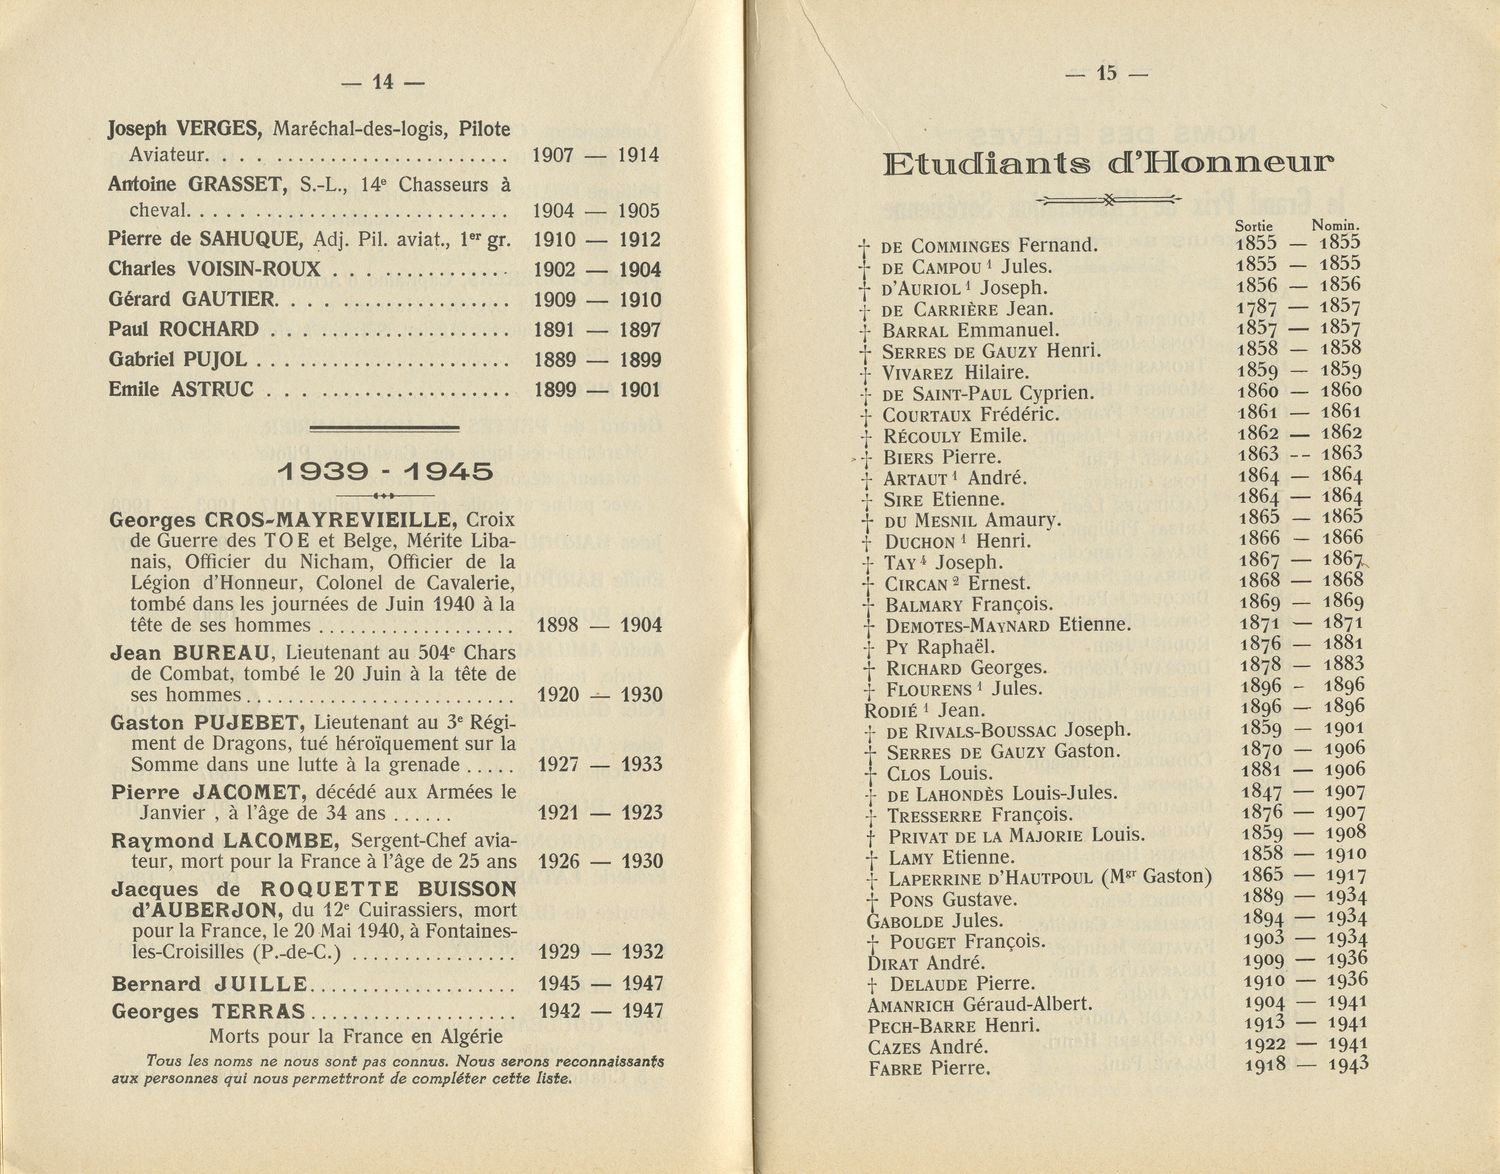 — 14 —
Joseph VERGES, Maréchal-des-logis, Pilote
Aviateur. . . . . . . . . . . . . . . . . . . . . . . . . . 1907 — 1914
Antoine GRASSET, S.-L., 14e Chasseurs à
cheval. . . . . . . . . . . . . . . . . . . . . . . . . . . . 1904 — 1905
Pierre de SAHUQUE, Adj. Pil. aviat., 1er gr. 1910 — 1912
Charles VOISIN-ROUX . . . . . . . . . . . . . . . 1902 — 1904
Gérard GAUTIER. . . . . . . . . . . . . . . . . . . 1909 — 1910
Paul ROCHARD . . . . . . . . . . . . . . . . . . . . 1891 — 1897
Gabriel PUJOL . . . . . . . . . . . . . . . . . . . . . 1889 — 1899
Emile ASTRUC . . . . . . . . . . . . . . . . . . . . 1899 — 1901
1939 - 1945
Georges CROS-MAYREVIEILLE, Croix
de Guerre des TOE et Belge, Mérite Liba-
nais, Officier du Nicham, Officier de la
Légion d'Honneur, Colonel de Cavalerie,
tombé dans les journées de Juin 1940 à la
tête de ses hommes . . . . . . . . . . . . . . . . . . 1898 — 1904
Jean BUREAU, Lieutenant au 504e Chars
de Combat, tombé le 20 Juin à la tête de
ses hommes . . . . . . . . . . . . . . . . . . . . . . . . 1920 — 1930
Gaston PUJEBET, Lieutenant au 3e Régi-
ment de Dragons, tué héroïquement sur la
Somme dans une lutte à la grenade . . . . . 1927 — 1933
Pierre JACOMET, décédé aux Armées le
Janvier , à l'âge de 34 ans . . . . . . 1921 — 1923
Raymond LACOMBE, Sergent-Chef avia-
teur, mort pour la France à l'âge de 25 ans 1926 — 1930
Jacques de ROQUETTE BUISSON
d'AUBERJON, du 12e Cuirassiers, mort
pour la France, le 20 Mai 1940, à Fontaines-
les-Croisilles (P.-de-C.) . . . . . . . . . . . . . . . 1929 — 1932
Bernard JUILLE. . . . . . . . . . . . . . . . . . . 1945 — 1947
Georges TERRAS . . . . . . . . . . . . . . . . . . . 1942 — 1947
Morts pour la France en Algérie
Tous les noms ne nous sont pas connus. Nous serons reconnaissants
aux personnes qui nous permettront de compléter cette liste.
— 15 —
Etudiants d'Honneur
Sortie Nomin.
† DE COMMINGES Fernand. 1855 — 1855
† DE CAMPOU 1 Jules. 1855 — 1855
† D'AURIOL 1 Joseph. 1856 — 1856
† DE CARRIÈRE Jean. 1787 — 1857
† BARRAL Emmanuel. 1857 — 1857
† SERRES DE GAUZY Henri. 1858 — 1858
† VIVAREZ Hilaire. 1859 — 1859
† DE SAINT-PAUL Cyprien. 1860 — 1860
† COURTAUX Frédéric. 1861 — 1861
† RÉCOULY Emile. 1862 — 1862
† BIERS Pierre. 1863 -- 1863
† ARTAUT 1 André. 1864 — 1864
† SIRE Etienne. 1864 — 1864
† DU MESNIL Amaury. 1865 — 1865
† DUCHON 1 Henri. 1866 — 1866
† TAY 4 Joseph. 1867 — 1867
† CIRCAN 2 Ernest. 1868 — 1868
† BALMARY François. 1869 — 1869
† DEMOTES-MAYNARD Etienne. 1871 — 1871
† PY Raphaël. 1876 — 1881
† RICHARD Georges. 1878 — 1883
† FLOURENS 1 Jules. 1896 - 1896
RODIÉ 1 Jean. 1896 — 1896
† DE RIVALS-BOUSSAC Joseph. 1859 — 1901
† SERRES DE GAUZY Gaston. 1870 — 1906
† CLOS Louis. 1881 — 1906
† DE LAHONDÈS Louis-Jules. 1847 — 1907
† TRESSERRE François. 1876 — 1907
† PRIVAT DE LA MAJORIE Louis. 1859 — 1908
† LAMY Etienne. 1858 — 1910
† LAPERRINE D'HAUTPOUL (Mgr Gaston) 1865 — 1917
† PONS Gustave. 1889 — 1934
GABOLDE Jules. 1894 — 1934
† POUGET François. 1903 — 1934
DIRAT André. 1909 — 1936
† DELAUDE Pierre. 1910 — 1936
AMANRICH Géraud-Albert. 1904 — 1941
PECH-BARRE Henri. 1913 — 1941
CAZES André. 1922 — 1941
FABRE Pierre. 1918 — 1943